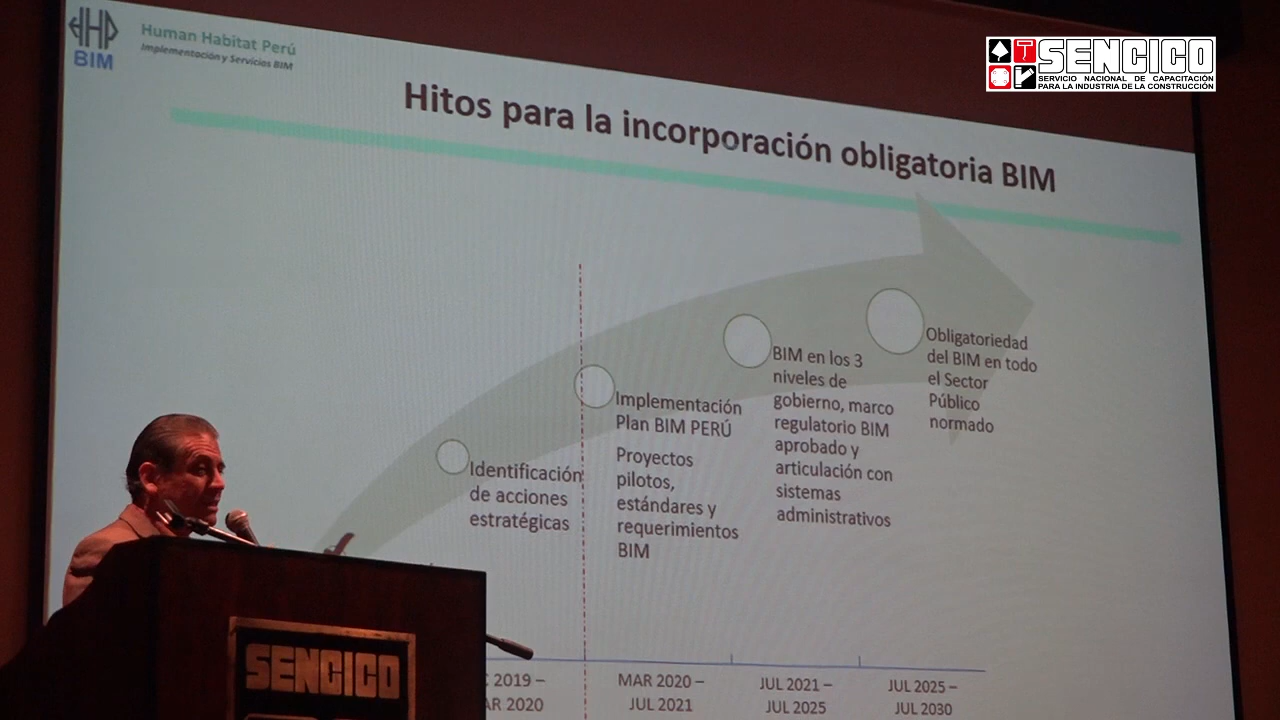 HHP
BIM
Human Habitat Perú
Implementación y Servicios BIM
SENCICO
SERVICIO NACIONAL DE CAPACITACIÓN
PARA LA INDUSTRIA DE LA CONSTRUCCIÓN
Hitos para la incorporación obligatoria BIM
Identificación
de acciones
estratégicas
Implementación
Plan BIM PERÚ
Proyectos
pilotos,
estándares y
requerimientos
BIM
BIM en los 3
niveles de
gobierno, marco
regulatorio BIM
aprobado y
articulación con
sistemas
administrativos
Obligatoriedad
del BIM en todo
el Sector
Público
normado
2019 –
AR 2020
MAR 2020 –
JUL 2021
JUL 2021 –
JUL 2025
JUL 2025 –
JUL 2030
SENCICO